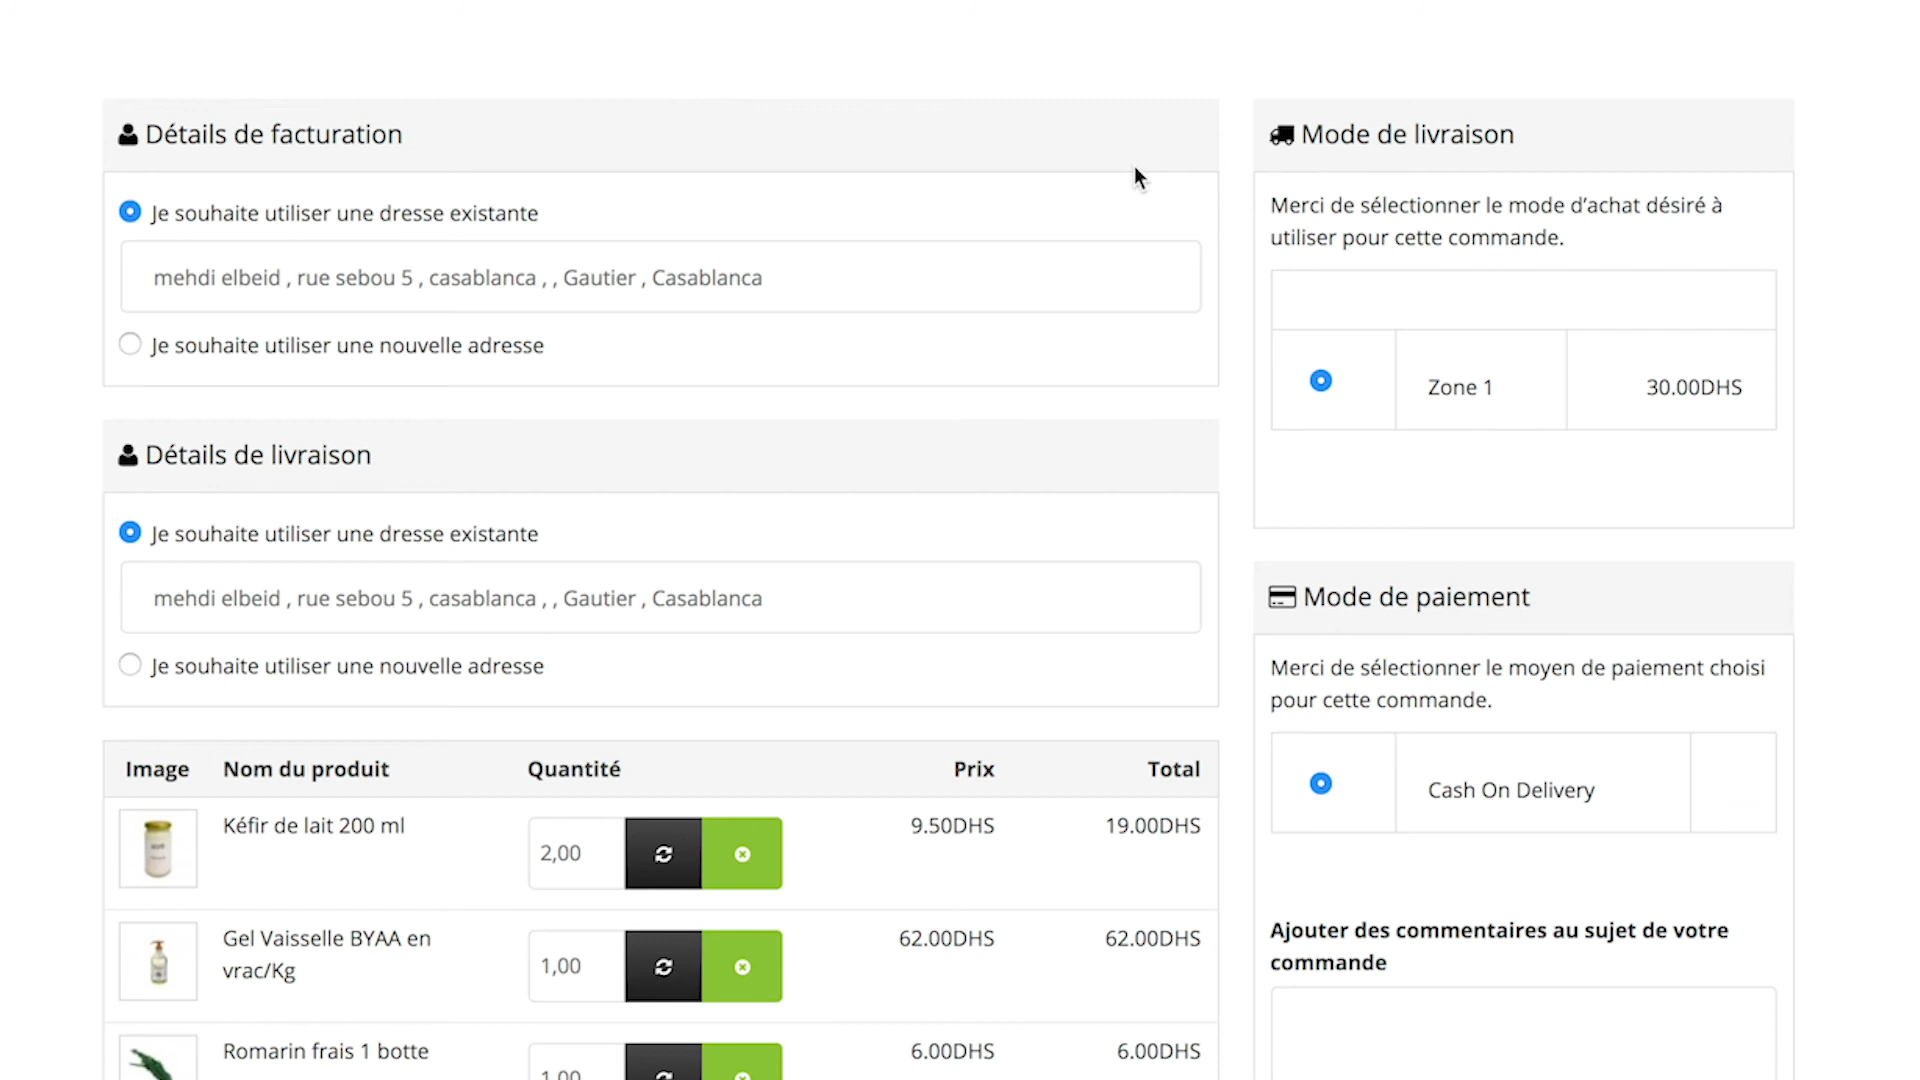 Détails de facturation
Je souhaite utiliser une dresse existante
mehdi elbeid , rue sebou 5 , casablanca , , Gautier , Casablanca
Je souhaite utiliser une nouvelle adresse
Détails de livraison
Je souhaite utiliser une dresse existante
mehdi elbeid , rue sebou 5 , casablanca , , Gautier , Casablanca
Je souhaite utiliser une nouvelle adresse
Image Nom du produit Quantité Prix Total
Kéfir de lait 200 ml 2,00 9.50DHS 19.00DHS
Gel Vaisselle BYAA en
vrac/Kg 1,00 62.00DHS 62.00DHS
Romarin frais 1 botte 1,00 6.00DHS 6.00DHS
Mode de livraison
Merci de sélectionner le mode d'achat désiré à
utiliser pour cette commande.
Zone 1 30.00DHS
Mode de paiement
Merci de sélectionner le moyen de paiement choisi
pour cette commande.
Cash On Delivery
Ajouter des commentaires au sujet de votre
commande